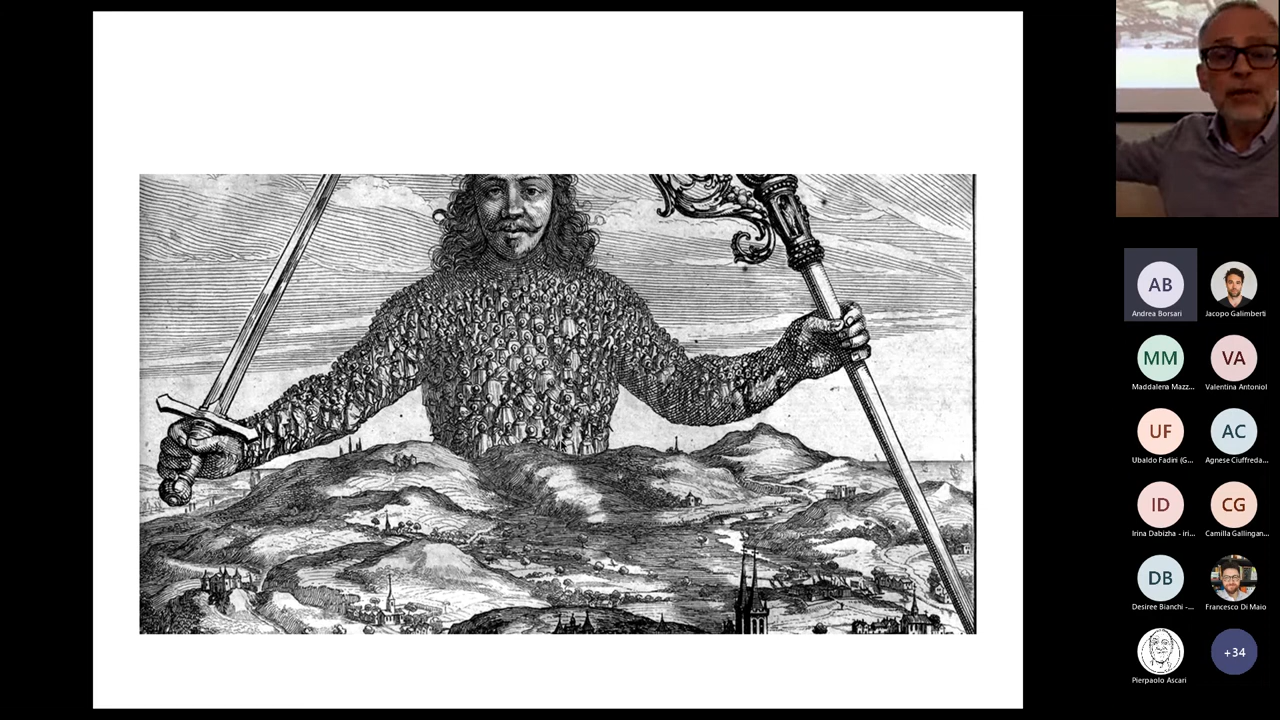 AB
Andrea Borsari
Jacopo Galimberti
MM
Maddalena Mazz...
VA
Valentina Antoniol
UF
Ubaldo Fadini (G...
AC
Agnese Ciuffreda...
ID
Irina Dabizha - iri...
CG
Camilla Gallingan...
DB
Desiree Bianchi -...
Francesco Di Maio
Pierpaolo Ascari
+34